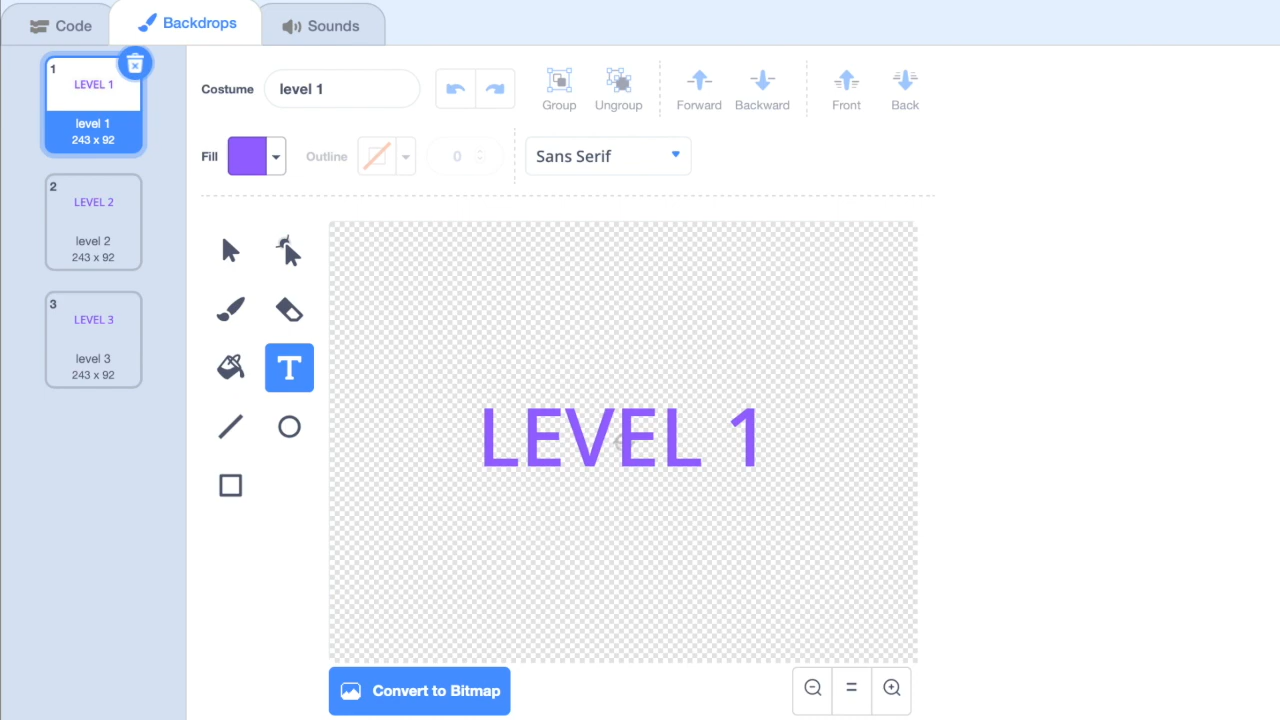 Code
Backdrops
Sounds
1
LEVEL 1
level 1
243 x 92
2
LEVEL 2
level 2
243 x 92
3
LEVEL 3
level 3
243 x 92
Costume
level 1
Group
Ungroup
Forward
Backward
Front
Back
Fill
Outline
0
Sans Serif
T
LEVEL 1
Convert to Bitmap